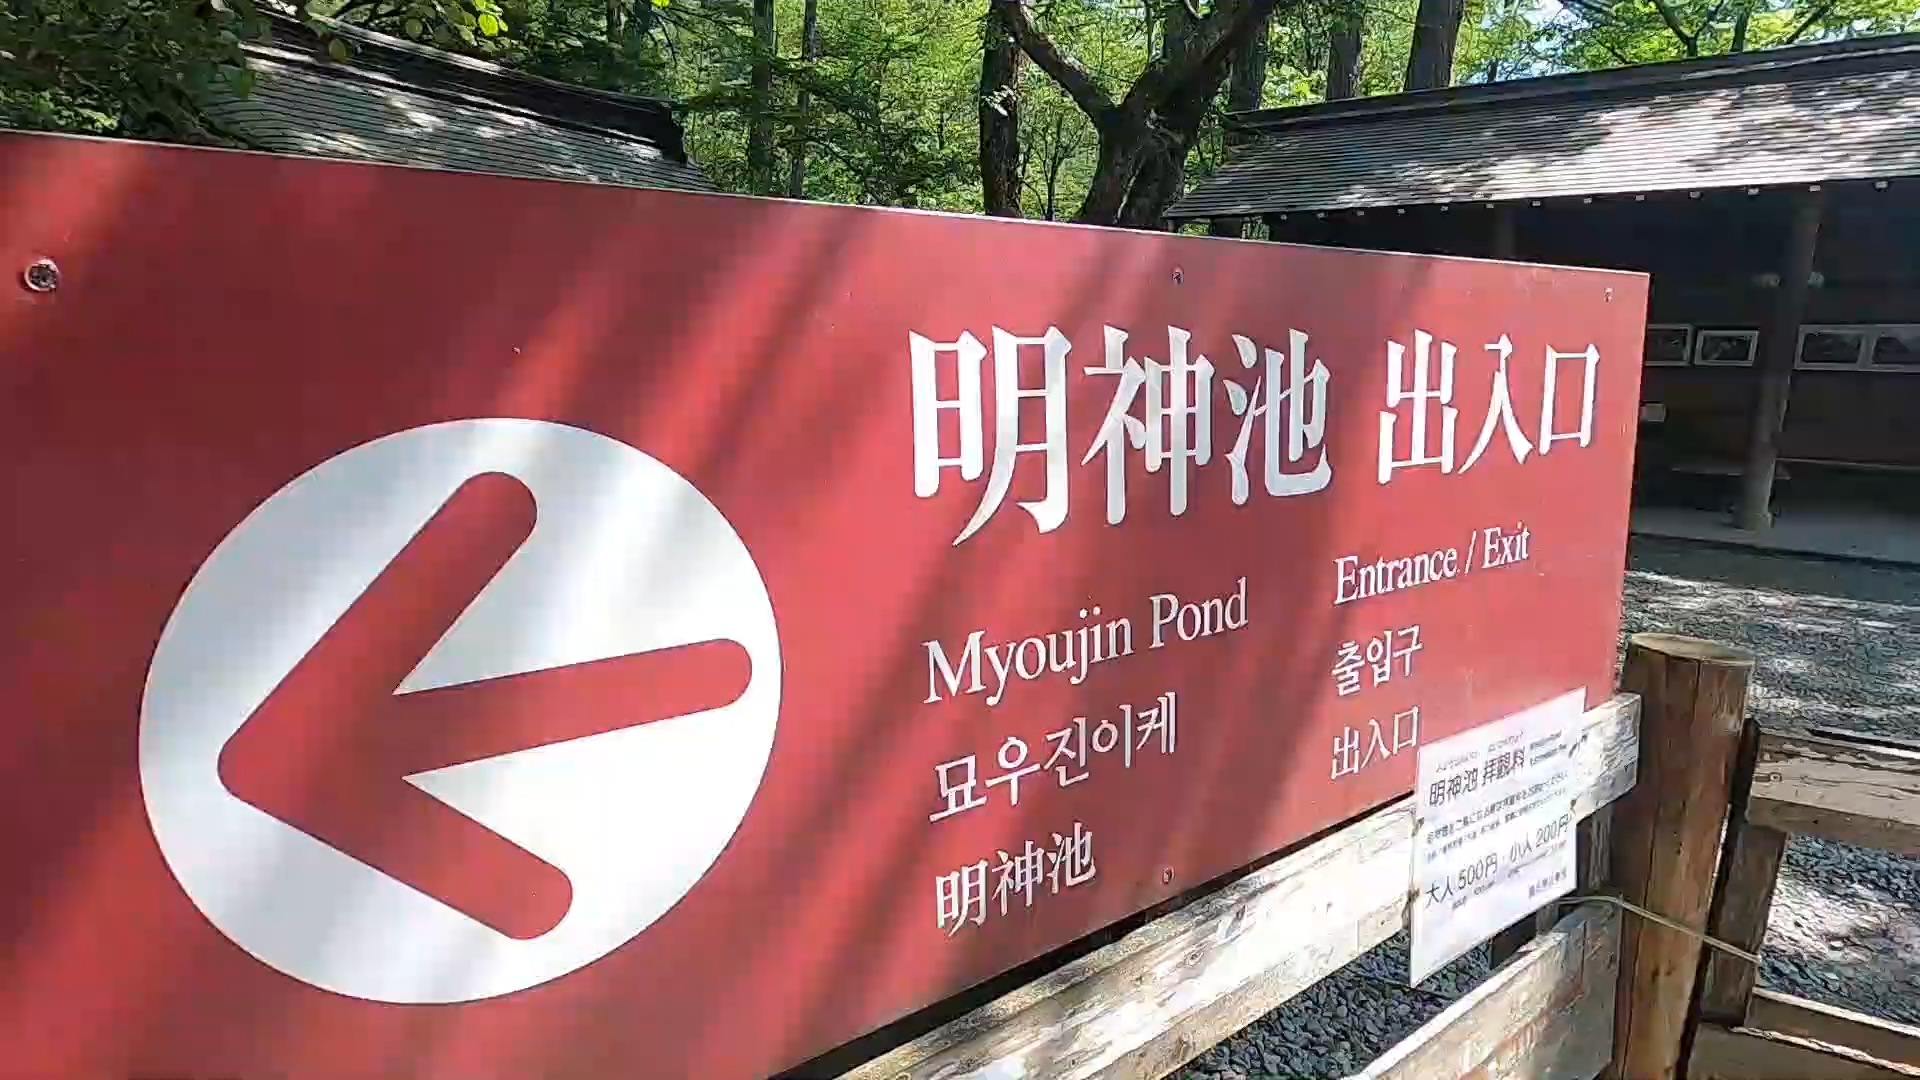 明神池 出入口
Myoujin Pond
Entrance / Exit
묘우진이케
출입구
明神池
出入口
明神池 拝観料
大人 500円 小人 200円